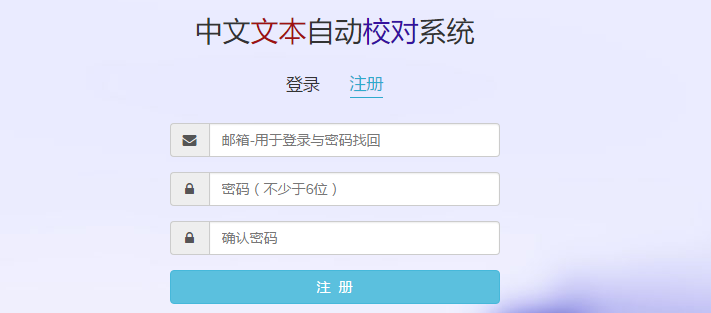 中文文本自动校对系统
登录 注册
邮箱-用于登录与密码找回
密码（不少于6位）
确认密码
注 册